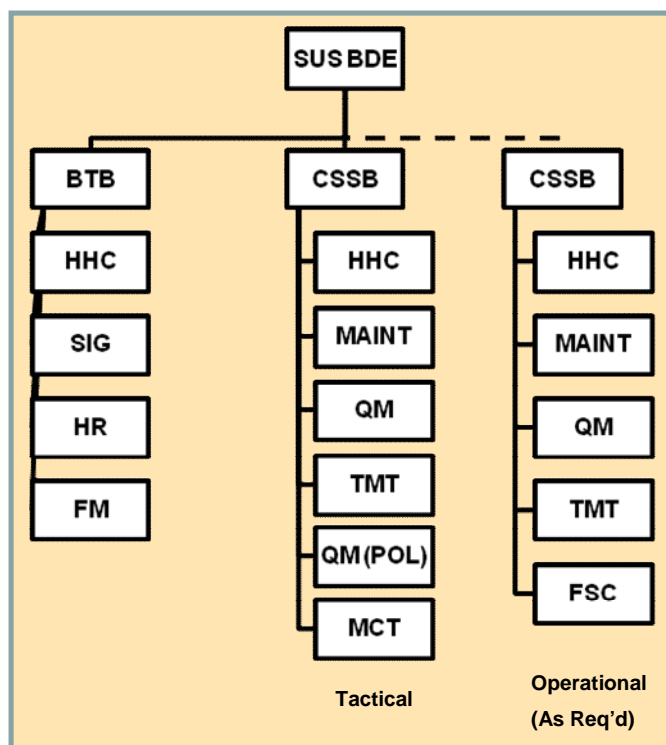 SUS BDE
BTB
HHC
SIG
HR
FM
CSSB
HHC
MAINT
QM
TMT
QM (POL)
MCT
Tactical
CSSB
HHC
MAINT
QM
TMT
FSC
Operational
(As Req’d)